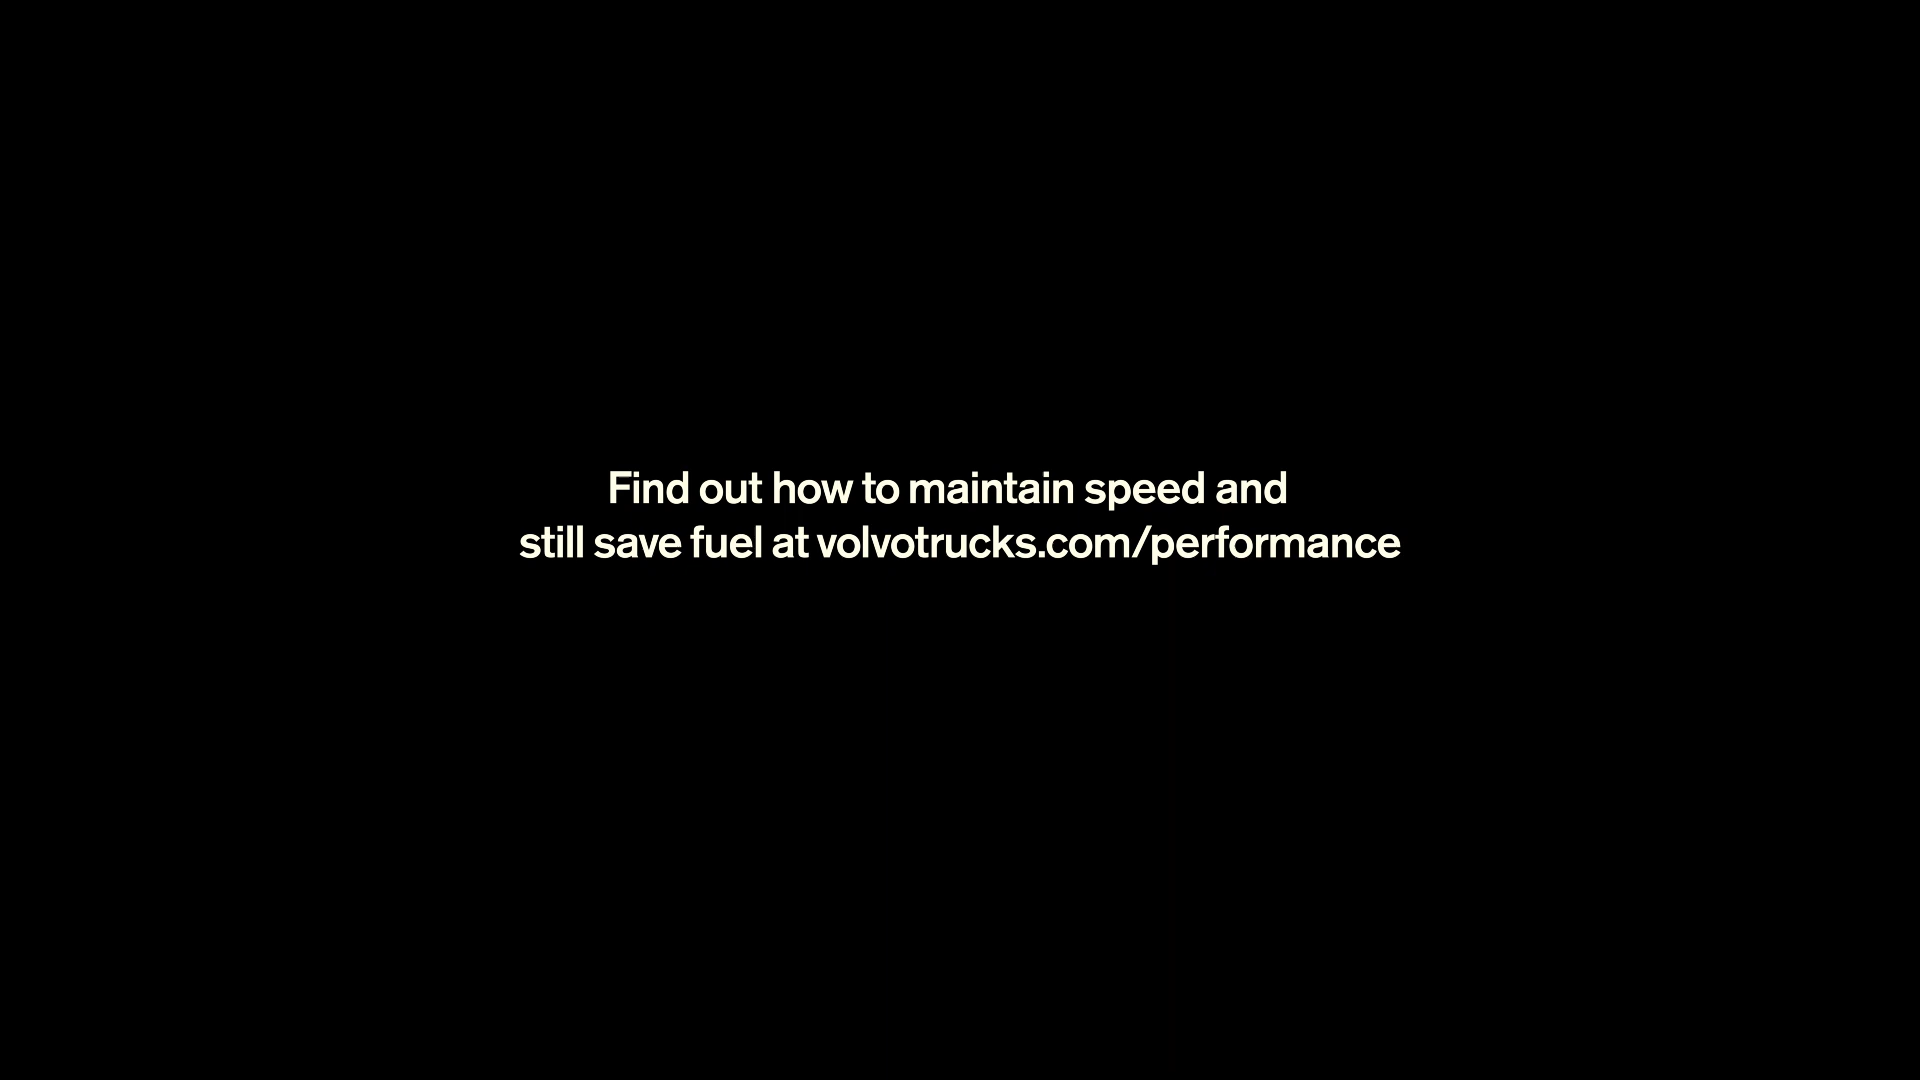 Find out how to maintain speed and
still save fuel at volvotrucks.com/performance